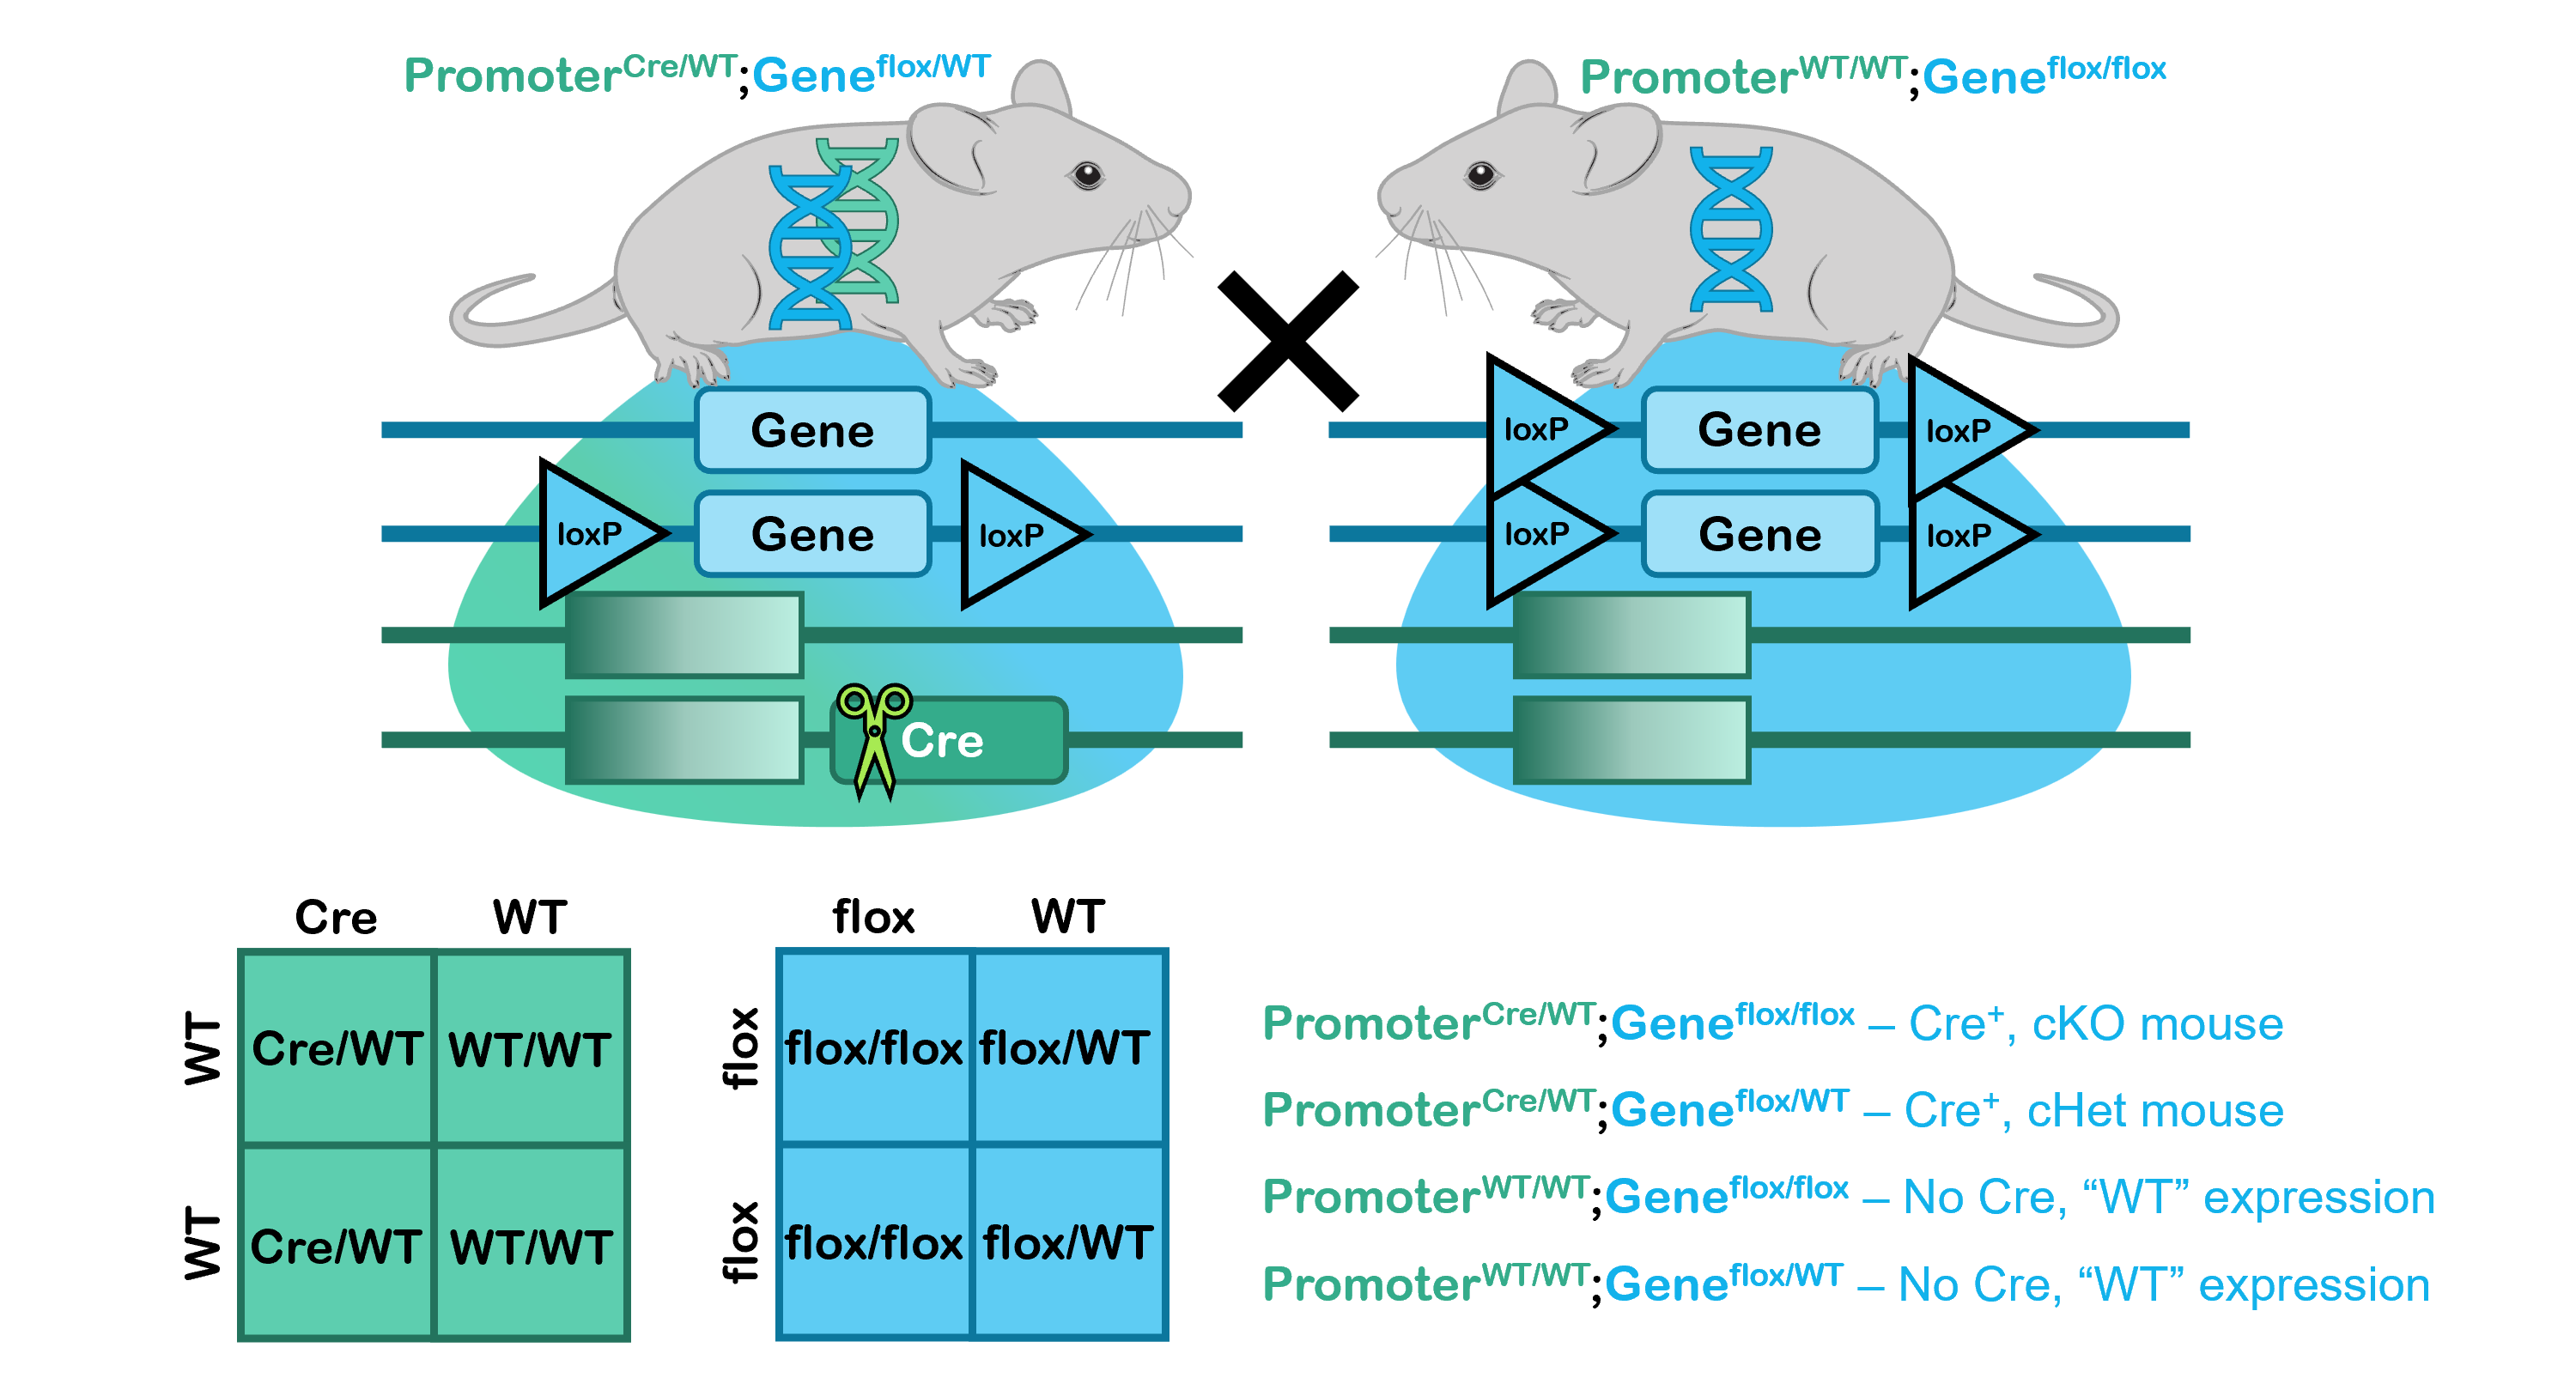 Promoter^Cre/WT;Gene^flox/WT
Promoter^WT/WT;Gene^flox/flox
Gene
loxP Gene loxP
Cre
loxP Gene loxP
loxP Gene loxP
Cre WT
WT Cre/WT WT/WT
WT Cre/WT WT/WT
flox WT
flox flox/flox flox/WT
flox flox/flox flox/WT
Promoter^Cre/WT;Gene^flox/flox – Cre⁺, cKO mouse
Promoter^Cre/WT;Gene^flox/WT – Cre⁺, cHet mouse
Promoter^WT/WT;Gene^flox/flox – No Cre, “WT” expression
Promoter^WT/WT;Gene^flox/WT – No Cre, “WT” expression